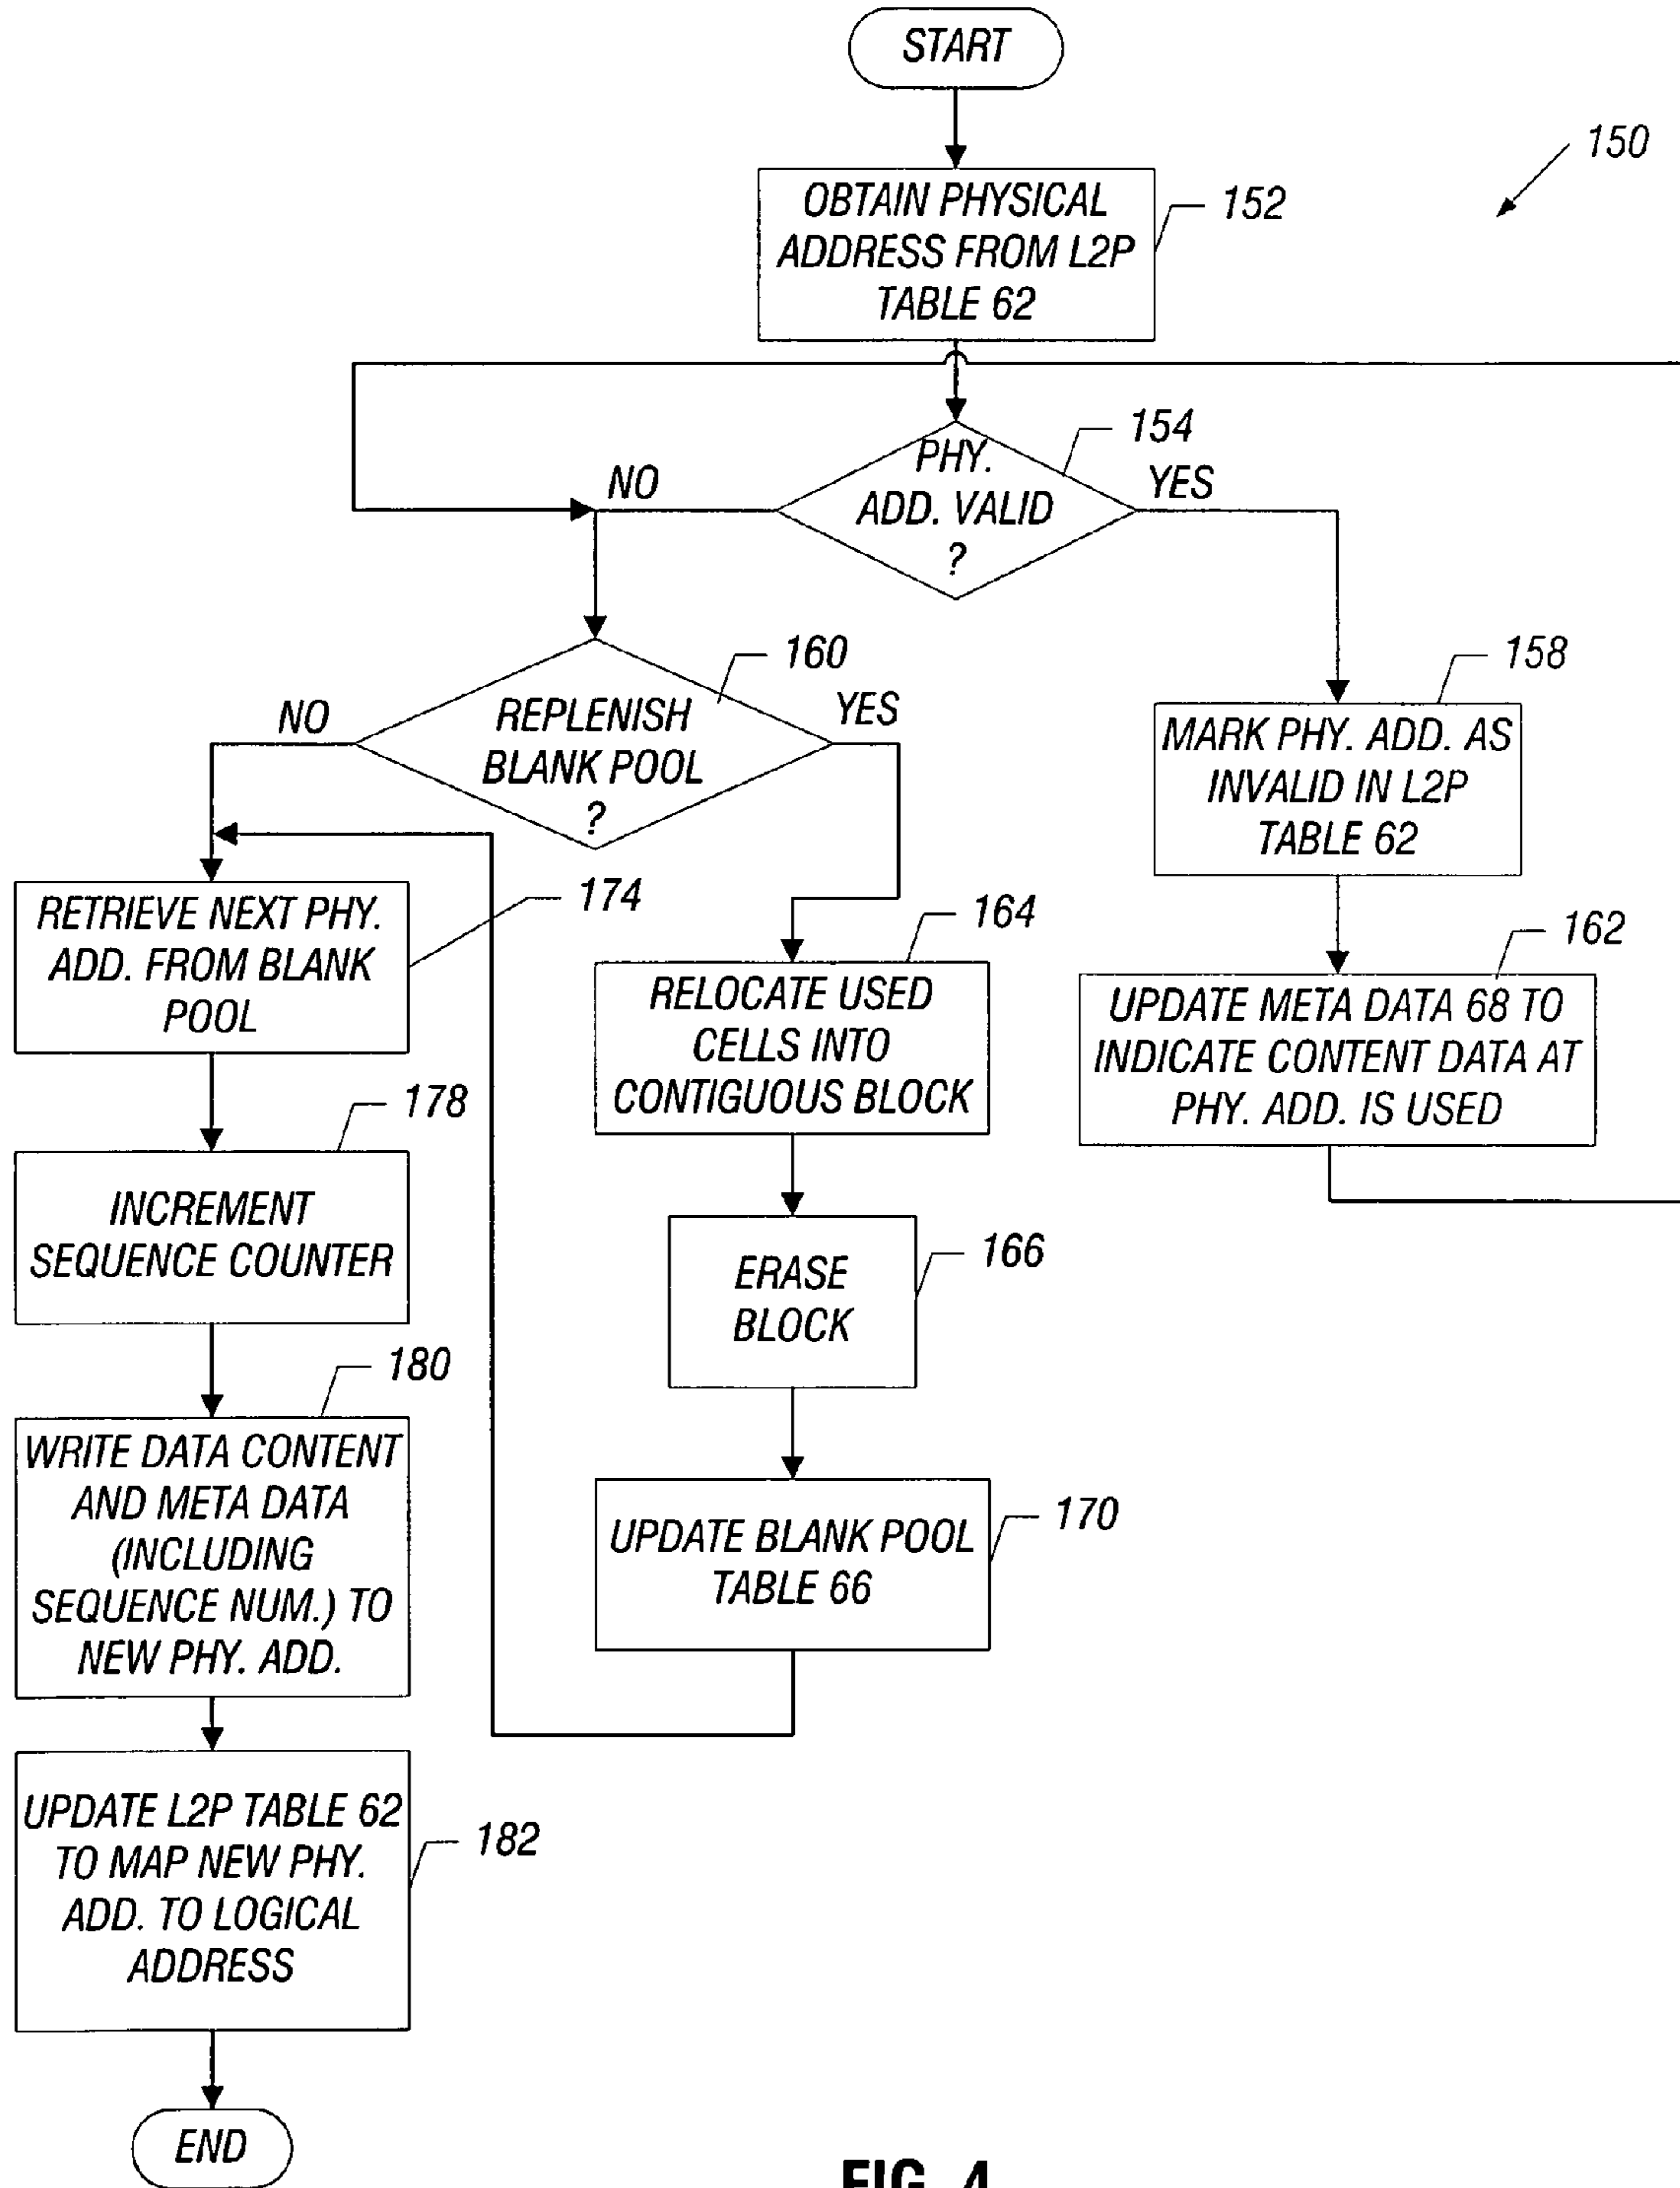 START
150
OBTAIN PHYSICAL
ADDRESS FROM L2P
TABLE 62
152
PHY.
ADD. VALID
?
154
NO
YES
REPLENISH
BLANK POOL
?
160
NO
YES
158
MARK PHY. ADD. AS
INVALID IN L2P
TABLE 62
RETRIEVE NEXT PHY.
ADD. FROM BLANK
POOL
174
164
RELOCATE USED
CELLS INTO
CONTIGUOUS BLOCK
162
UPDATE META DATA 68 TO
INDICATE CONTENT DATA AT
PHY. ADD. IS USED
178
INCREMENT
SEQUENCE COUNTER
ERASE
BLOCK
166
180
WRITE DATA CONTENT
AND META DATA
(INCLUDING
SEQUENCE NUM.) TO
NEW PHY. ADD.
UPDATE BLANK POOL
TABLE 66
170
UPDATE L2P TABLE 62
TO MAP NEW PHY.
ADD. TO LOGICAL
ADDRESS
182
END
FIG. 4